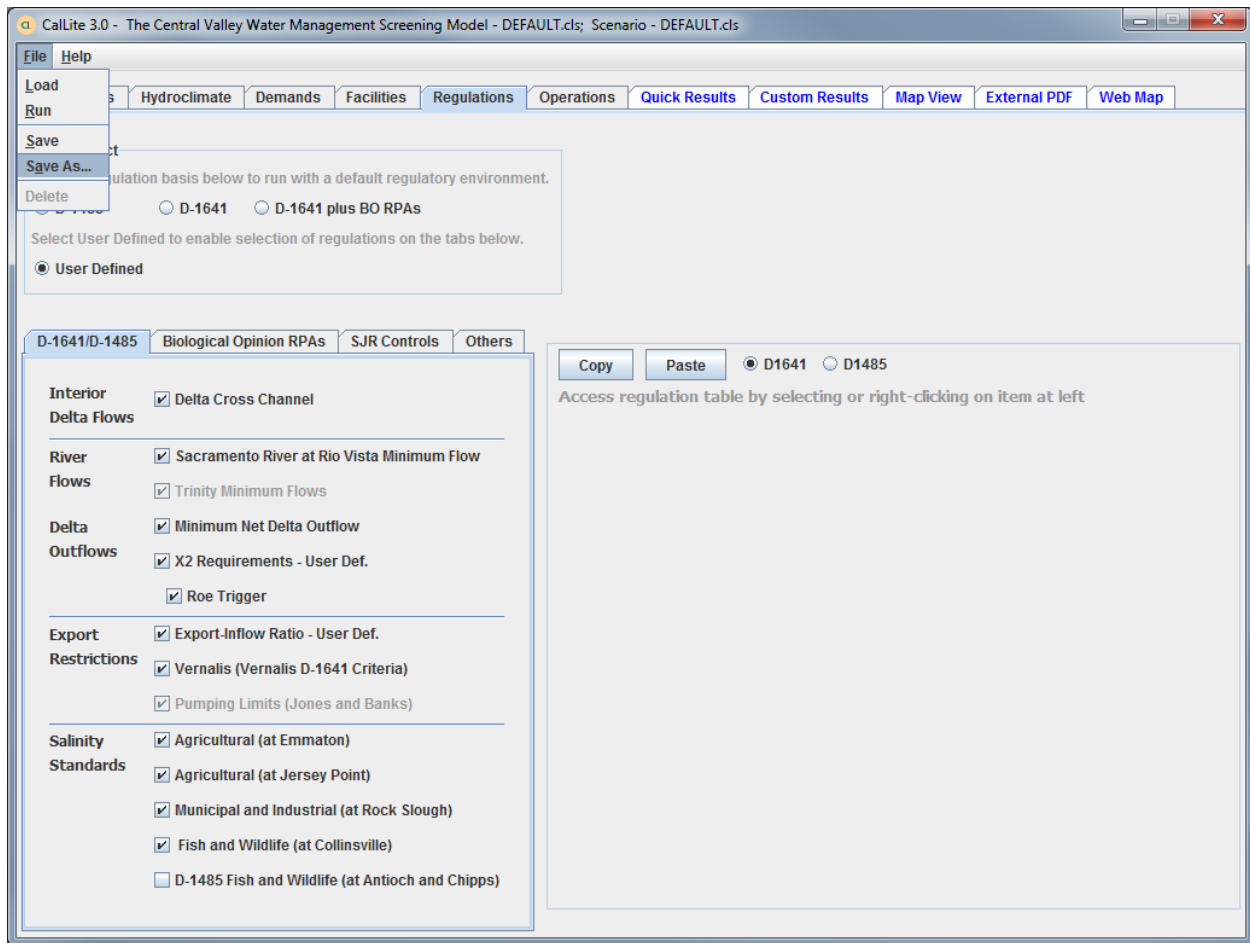 CalLite 3.0 - The Central Valley Water Management Screening Model - DEFAULT.cls; Scenario - DEFAULT.cls
File Help
Load
Run
Save
Save As...
Delete
Hydroclimate Demands Facilities Regulations Operations Quick Results Custom Results Map View External PDF Web Map
basis below to run with a default regulatory environment.
D-1641 D-1641 plus BO RPAs
Select User Defined to enable selection of regulations on the tabs below.
User Defined
D-1641/D-1485 Biological Opinion RPAs SJR Controls Others
Interior
Delta Flows
Delta Cross Channel
River
Flows
Sacramento River at Rio Vista Minimum Flow
Trinity Minimum Flows
Delta
Outflows
Minimum Net Delta Outflow
X2 Requirements - User Def.
Roe Trigger
Export
Restrictions
Export-Inflow Ratio - User Def.
Vernalis (Vernalis D-1641 Criteria)
Pumping Limits (Jones and Banks)
Salinity
Standards
Agricultural (at Emmaton)
Agricultural (at Jersey Point)
Municipal and Industrial (at Rock Slough)
Fish and Wildlife (at Collinsville)
D-1485 Fish and Wildlife (at Antioch and Chipps)
Copy Paste D1641 D1485
Access regulation table by selecting or right-clicking on item at left